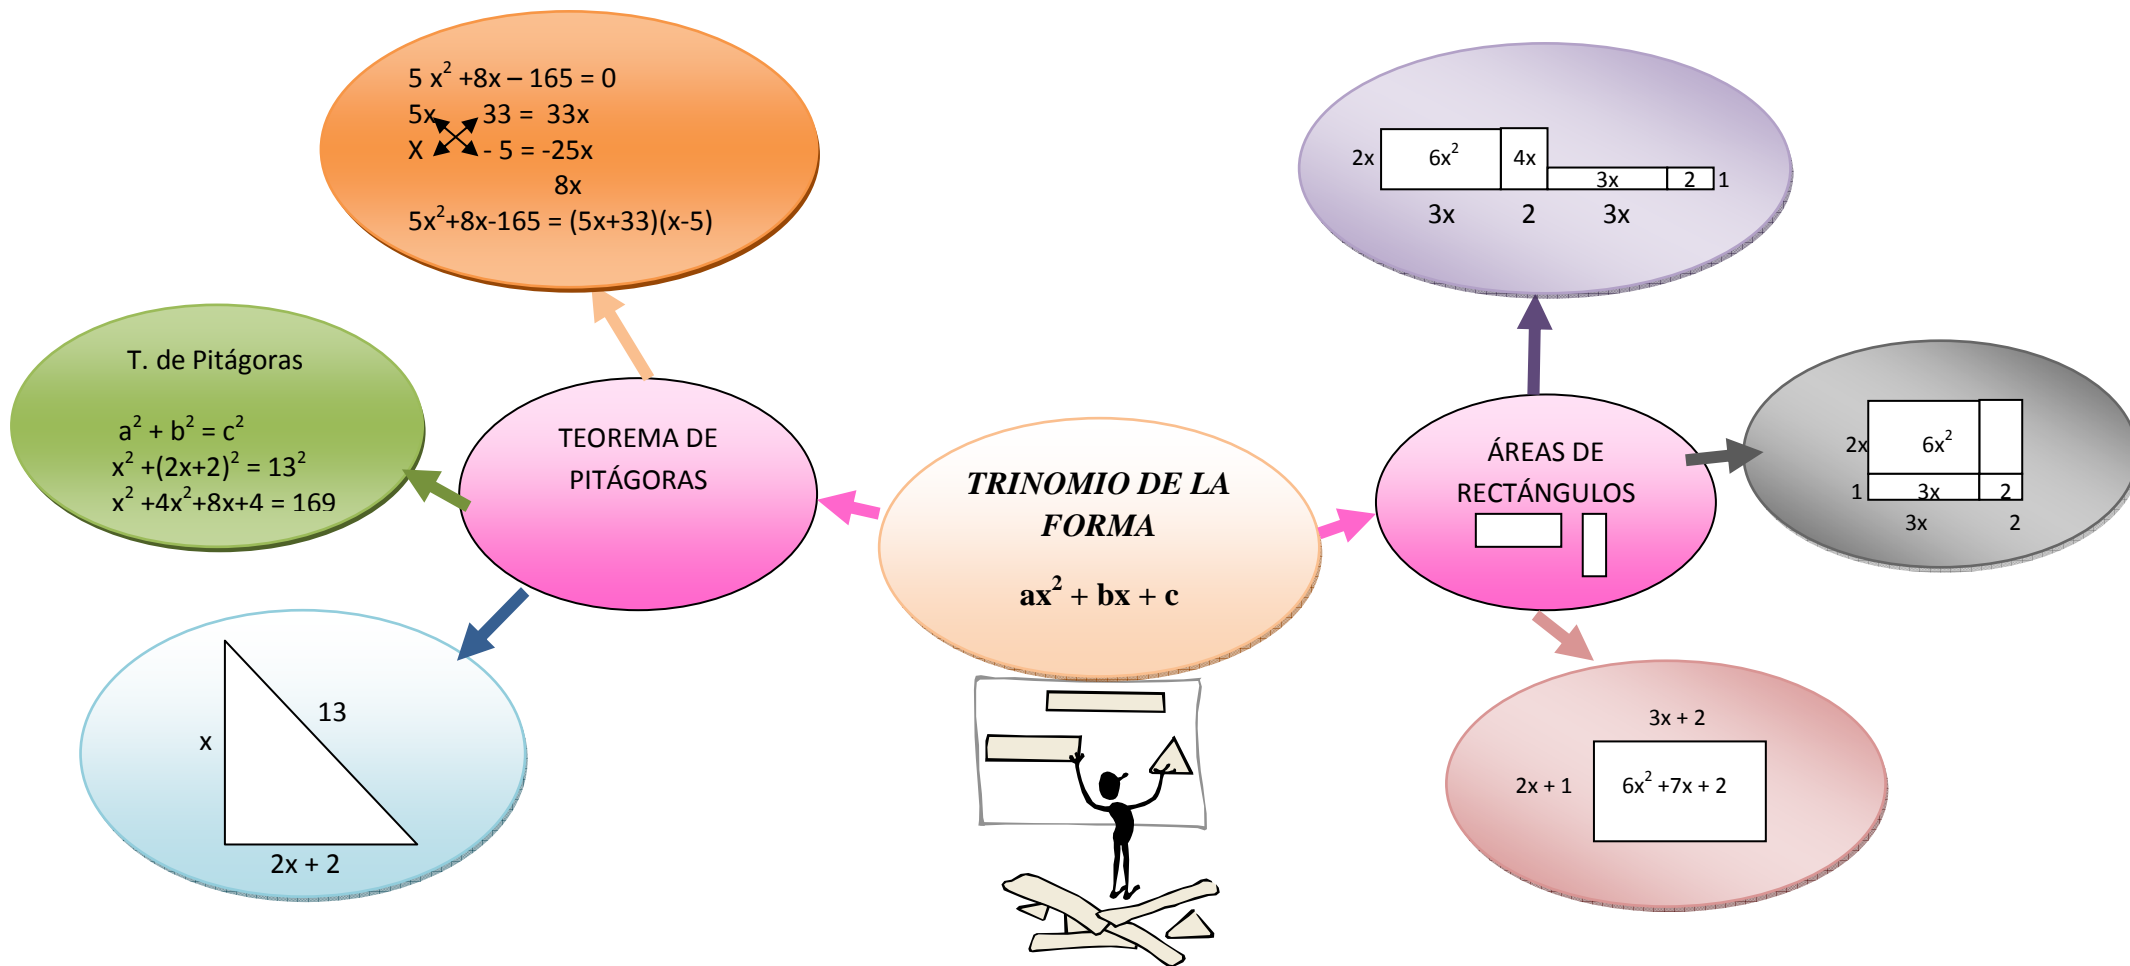 5 x² +8x – 165 = 0
5x 33 = 33x
X - 5 = -25x
8x
5x²+8x-165 = (5x+33)(x-5)
T. de Pitágoras
a² + b² = c²
x² +(2x+2)² = 13²
x² +4x²+8x+4 = 169
TEOREMA DE
PITÁGORAS
x
13
2x + 2
TRINOMIO DE LA
FORMA
ax² + bx + c
ÁREAS DE
RECTÁNGULOS
2x 6x² 4x
3x 2 1
3x 2 3x
2x 6x²
1 3x 2
3x 2
3x + 2
2x + 1 6x² +7x + 2